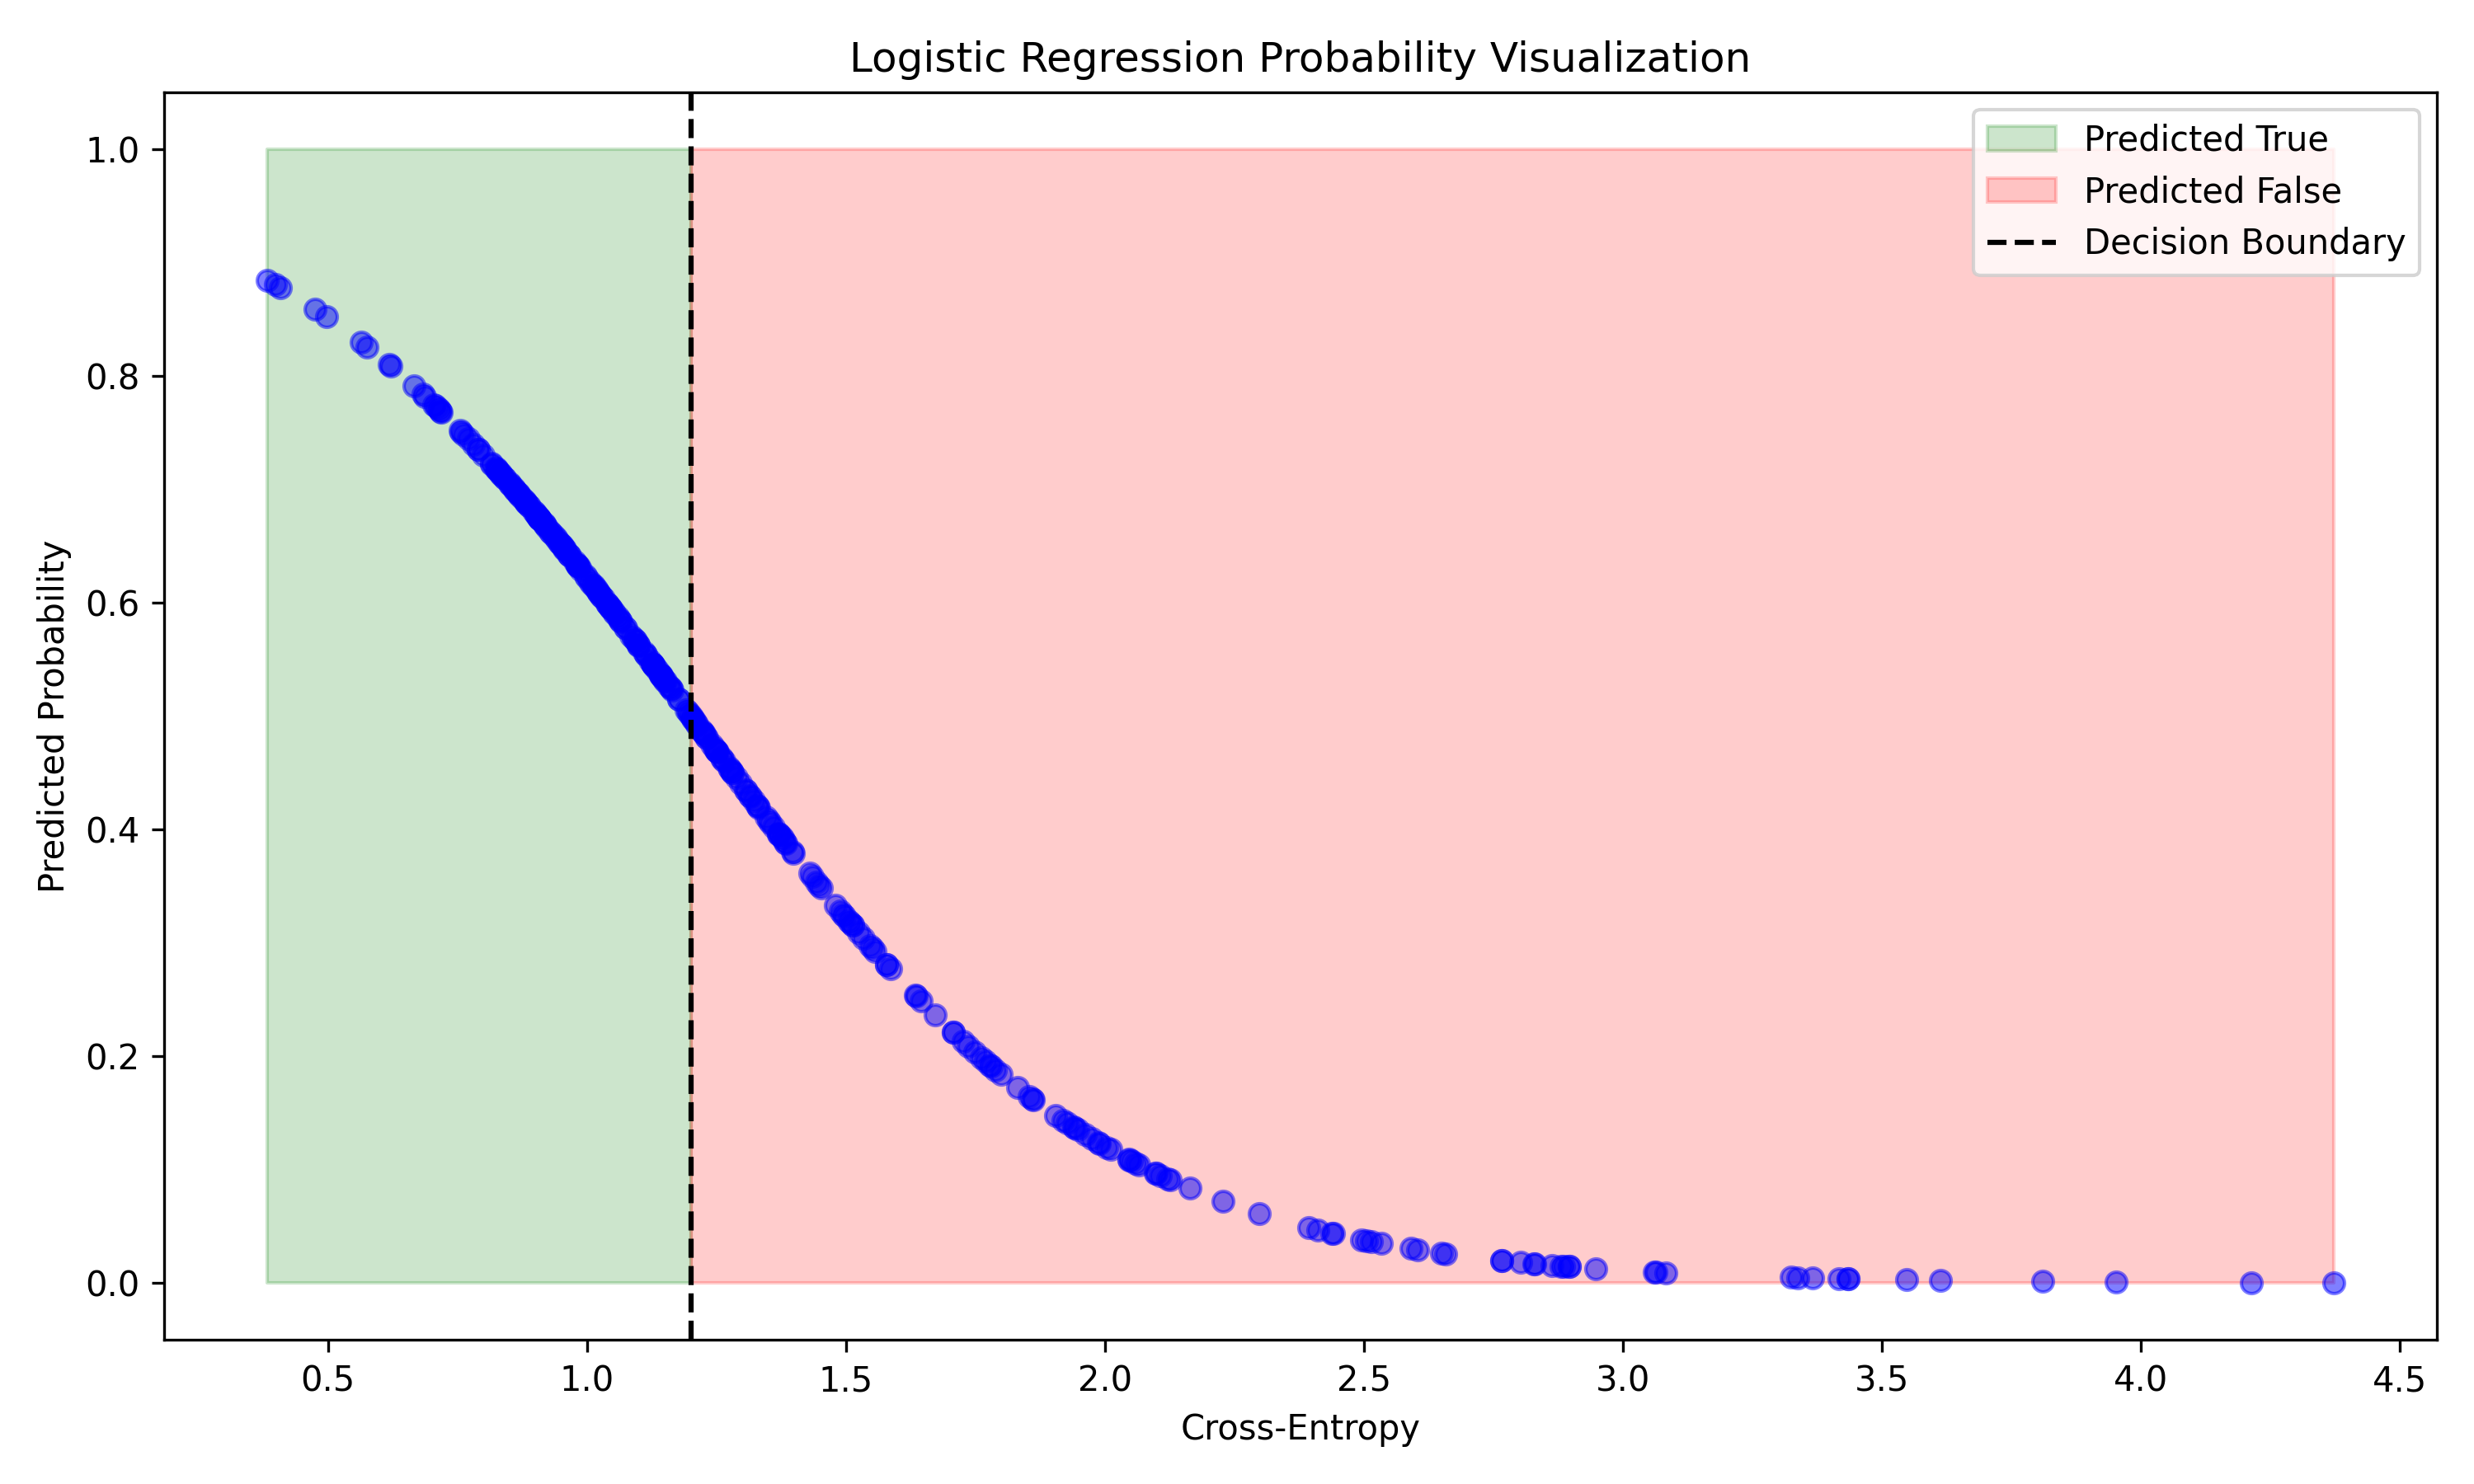 Logistic Regression Probability Visualization
Predicted True
Predicted False
Decision Boundary
Predicted Probability
1.0
0.8
0.6
0.4
0.2
0.0
0.5 1.0 1.5 2.0 2.5 3.0 3.5 4.0 4.5
Cross-Entropy